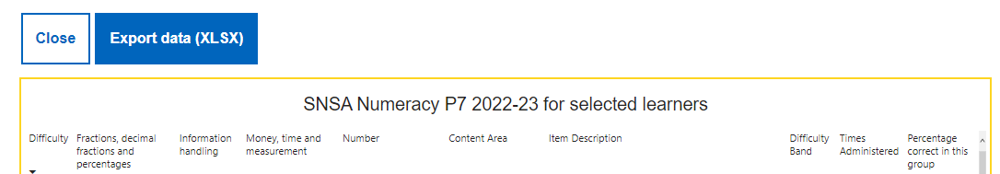 Close
Export data (XLSX)
SNSA Numeracy P7 2022-23 for selected learners
Difficulty
Fractions, decimal
fractions and
percentages
Information
handling
Money, time and
measurement
Number
Content Area
Item Description
Difficulty
Band
Times
Administered
Percentage
correct in this
group